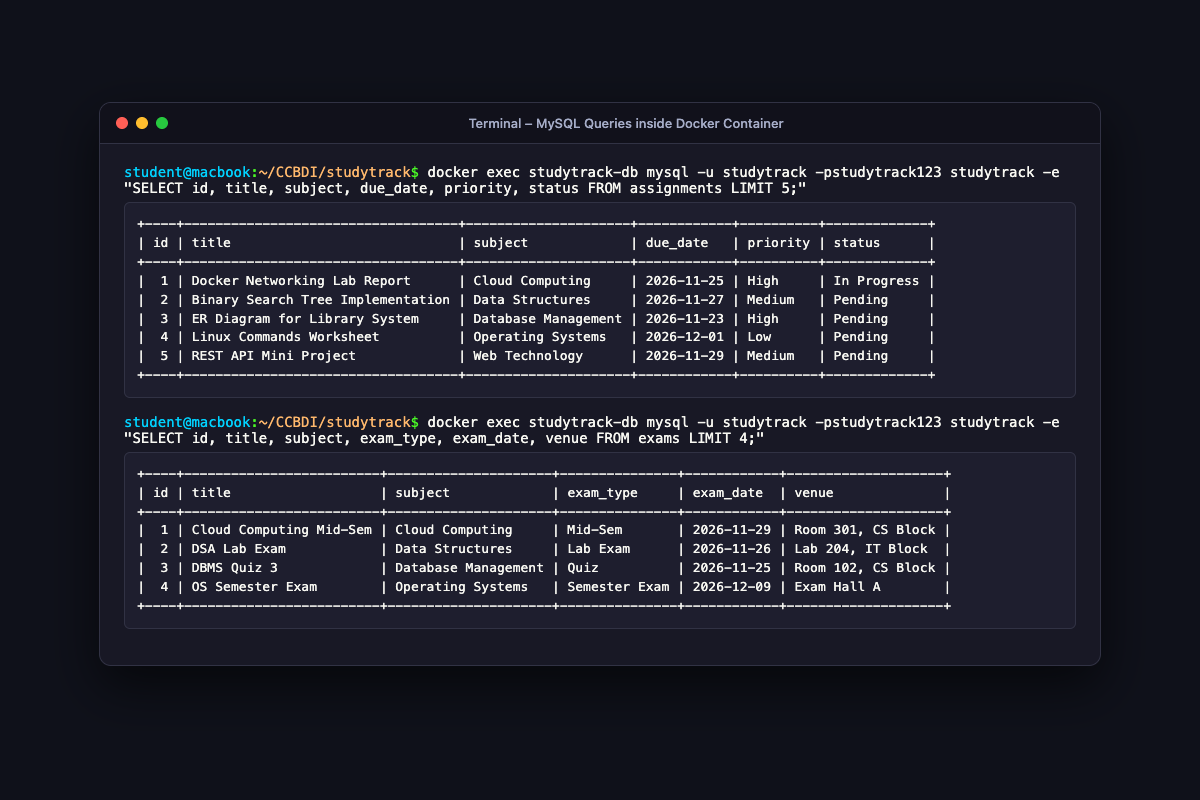 Terminal – MySQL Queries inside Docker Container
student@macbook:~/CCBDI/studytrack$ docker exec studytrack-db mysql -u studytrack -pstudytrack123 studytrack -e
"SELECT id, title, subject, due_date, priority, status FROM assignments LIMIT 5;"
+----+-----------------------------------+---------------------+------------+----------+-------------+
| id | title                             | subject             | due_date   | priority | status      |
+----+-----------------------------------+---------------------+------------+----------+-------------+
|  1 | Docker Networking Lab Report      | Cloud Computing     | 2026-11-25 | High     | In Progress |
|  2 | Binary Search Tree Implementation | Data Structures     | 2026-11-27 | Medium   | Pending     |
|  3 | ER Diagram for Library System     | Database Management | 2026-11-23 | High     | Pending     |
|  4 | Linux Commands Worksheet          | Operating Systems   | 2026-12-01 | Low      | Pending     |
|  5 | REST API Mini Project             | Web Technology      | 2026-11-29 | Medium   | Pending     |
+----+-----------------------------------+---------------------+------------+----------+-------------+
student@macbook:~/CCBDI/studytrack$ docker exec studytrack-db mysql -u studytrack -pstudytrack123 studytrack -e
"SELECT id, title, subject, exam_type, exam_date, venue FROM exams LIMIT 4;"
+----+-------------------------+---------------------+---------------+------------+--------------------+
| id | title                   | subject             | exam_type     | exam_date  | venue              |
+----+-------------------------+---------------------+---------------+------------+--------------------+
|  1 | Cloud Computing Mid-Sem | Cloud Computing     | Mid-Sem       | 2026-11-29 | Room 301, CS Block |
|  2 | DSA Lab Exam            | Data Structures     | Lab Exam      | 2026-11-26 | Lab 204, IT Block  |
|  3 | DBMS Quiz 3             | Database Management | Quiz          | 2026-11-25 | Room 102, CS Block |
|  4 | OS Semester Exam        | Operating Systems   | Semester Exam | 2026-12-09 | Exam Hall A        |
+----+-------------------------+---------------------+---------------+------------+--------------------+